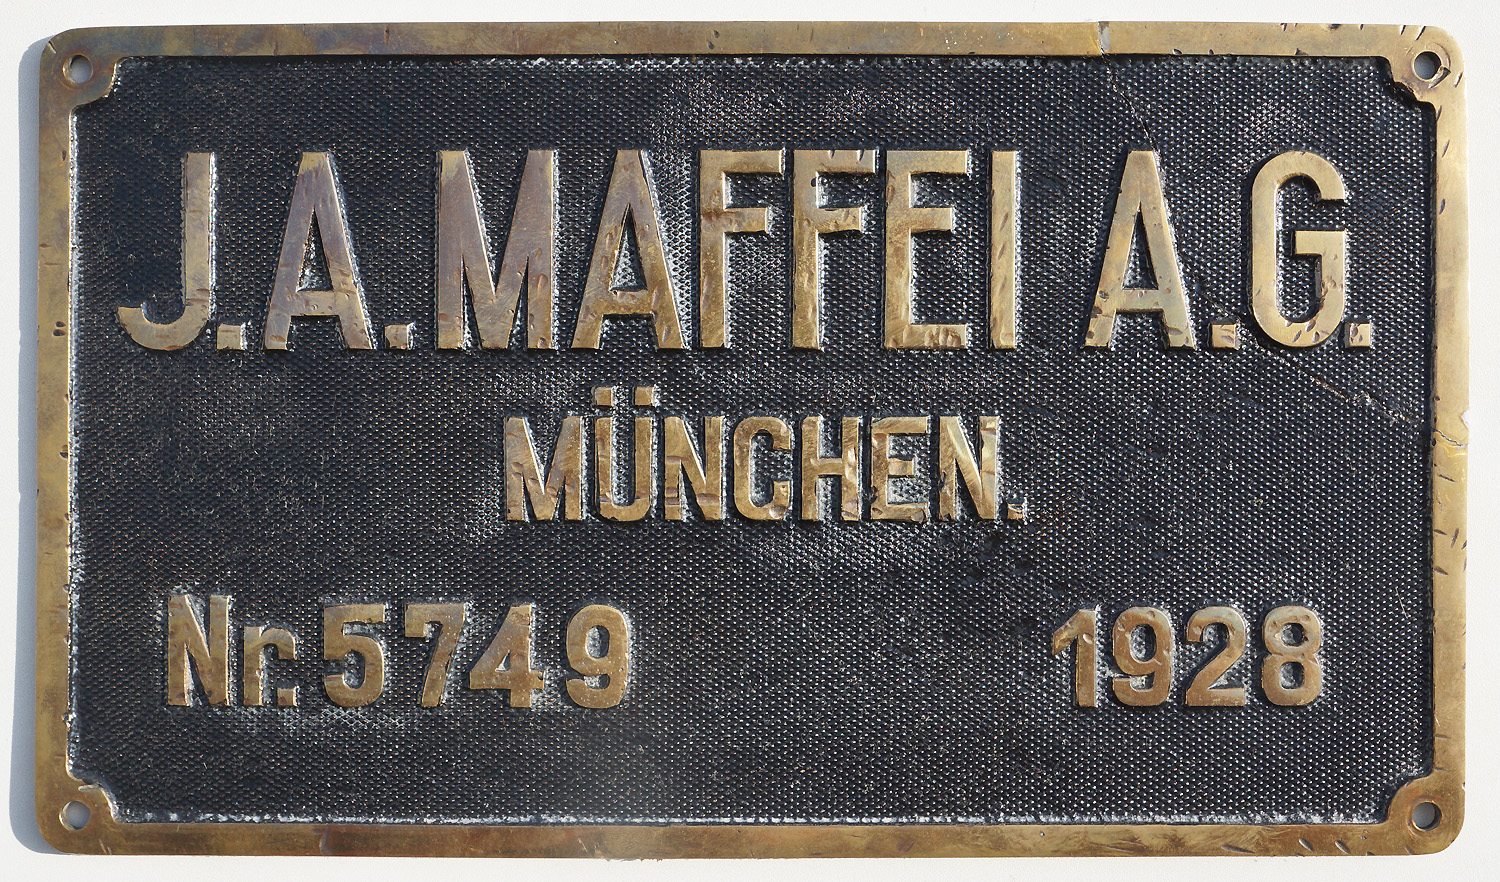 J.A.MAFFEI A.G.
MÜNCHEN.
Nr. 5749 1928